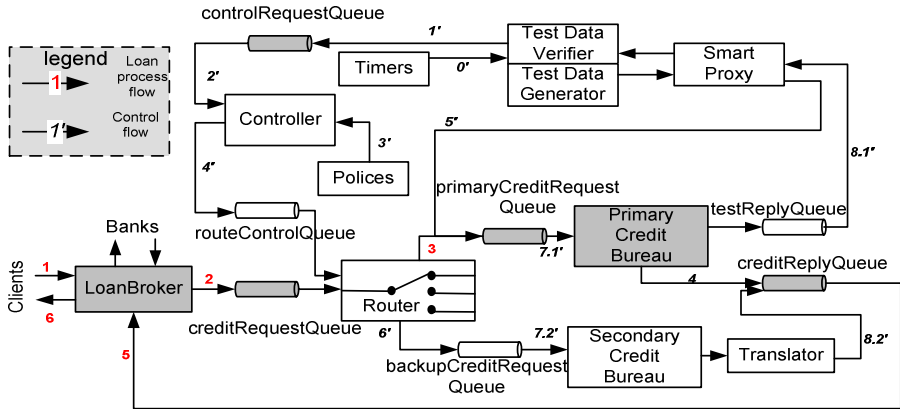 controlRequestQueue
legend
1
Loan
process
flow
1'
Control
flow
1'
2'
Timers
0'
Test Data
Verifier
Test Data
Generator
Smart
Proxy
Controller
3'
Polices
4'
5'
8.1'
primaryCreditRequest
Queue
routeControlQueue
Banks
3
7.1'
Primary
Credit
Bureau
testReplyQueue
creditReplyQueue
4
Clients
1
6
LoanBroker
2
creditRequestQueue
Router
6'
5
backupCreditRequest
Queue
7.2'
Secondary
Credit
Bureau
Translator
8.2'